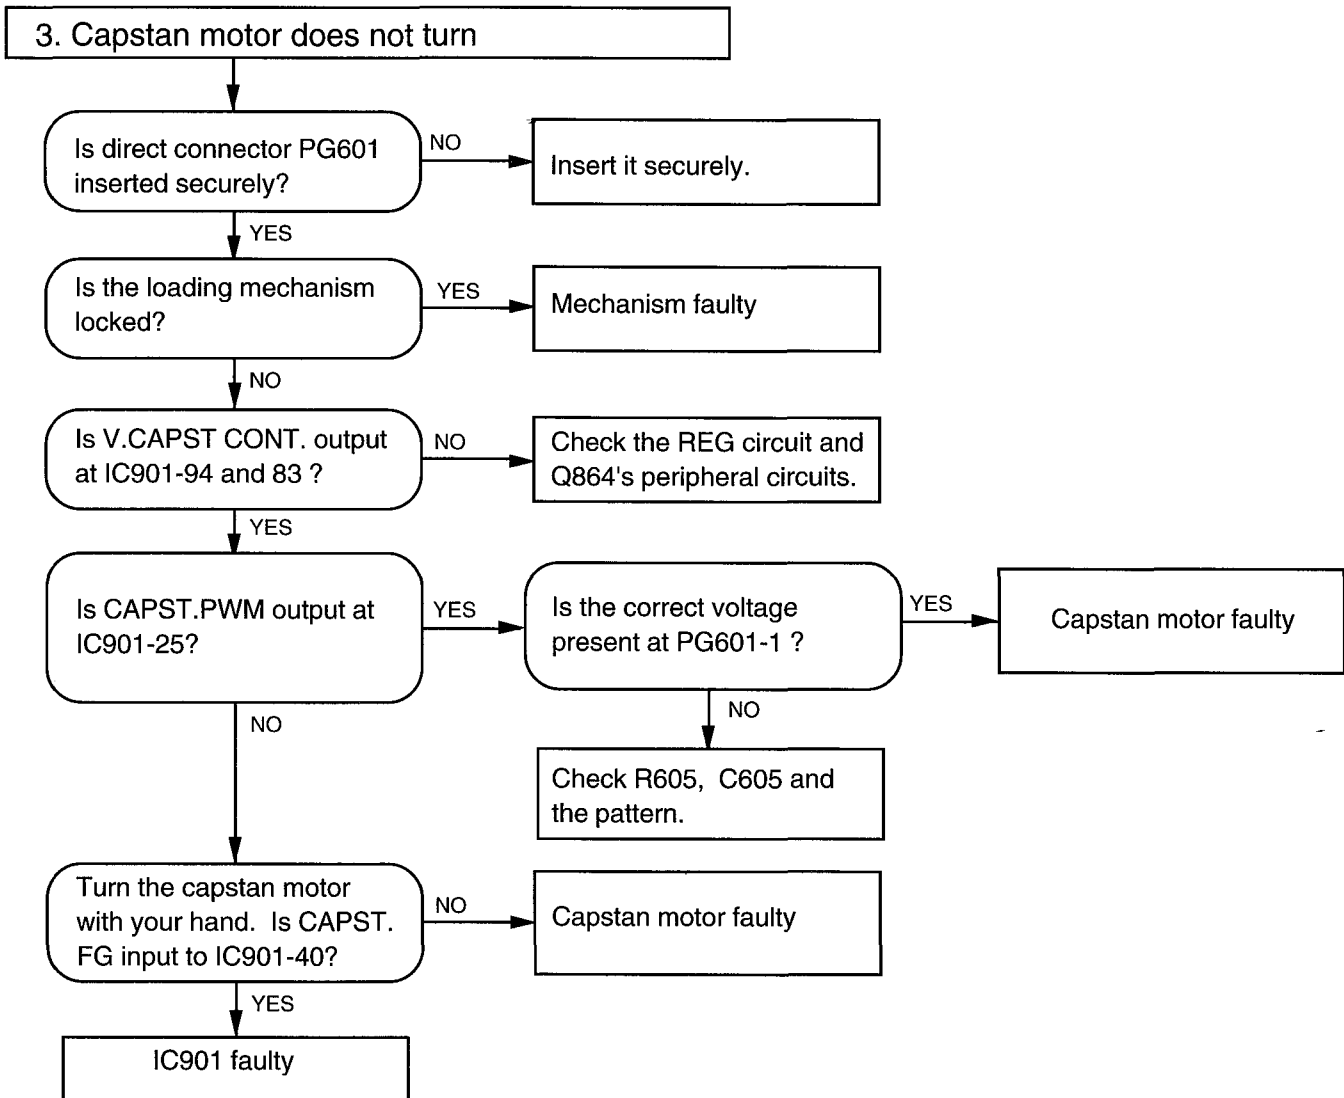 3. Capstan motor does not turn
Is direct connector PG601
inserted securely?
NO
Insert it securely.
YES
Is the loading mechanism
locked?
YES
Mechanism faulty
NO
Is V.CAPST CONT. output
at IC901-94 and 83 ?
NO
Check the REG circuit and
Q864's peripheral circuits.
YES
Is CAPST.PWM output at
IC901-25?
YES
Is the correct voltage
present at PG601-1 ?
YES
Capstan motor faulty
NO
Check R605, C605 and
the pattern.
NO
Turn the capstan motor
with your hand. Is CAPST.
FG input to IC901-40?
NO
Capstan motor faulty
YES
IC901 faulty